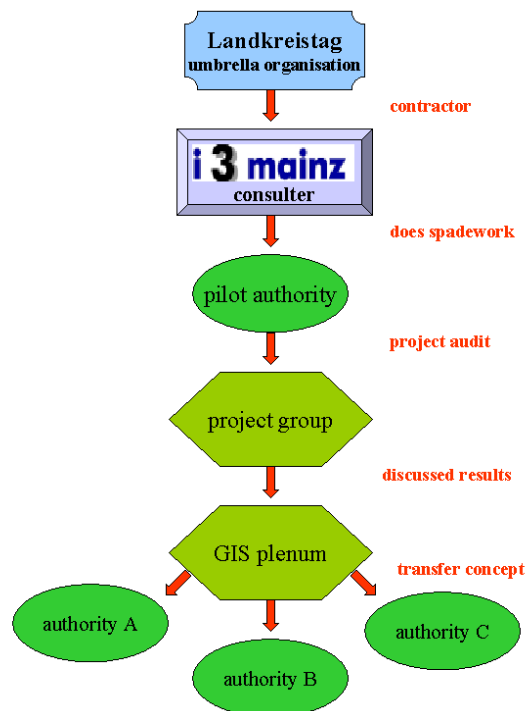 Landkreistag
umbrella organisation
contractor
i 3 mainz
consulter
does spadework
pilot authority
project audit
project group
discussed results
GIS plenum
transfer concept
authority A
authority B
authority C